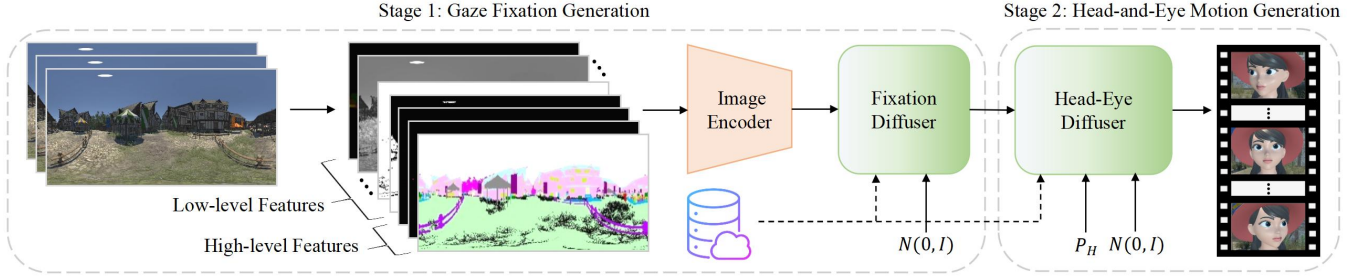 Stage 1: Gaze Fixation Generation
Stage 2: Head-and-Eye Motion Generation
Image
Encoder
Fixation
Diffuser
Head-Eye
Diffuser
Low-level Features
High-level Features
N(0, I)
P_H
N(0, I)